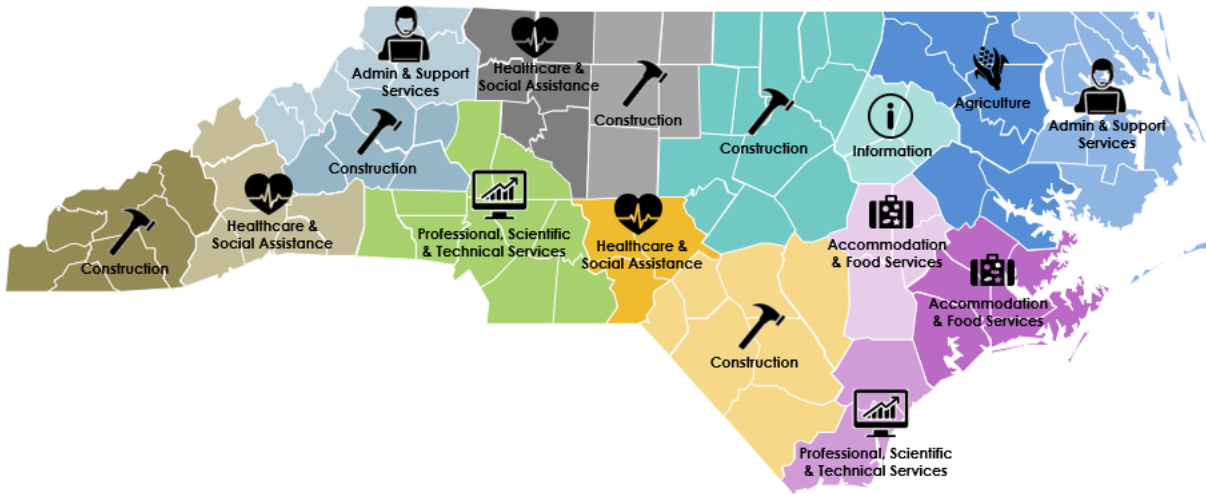 Admin & Support
Services
Healthcare &
Social Assistance
Construction
Construction
Construction
Information
Agriculture
Admin & Support
Services
Construction
Healthcare &
Social Assistance
Professional, Scientific
& Technical Services
Healthcare &
Social Assistance
Accommodation
& Food Services
Accommodation
& Food Services
Construction
Professional, Scientific
& Technical Services